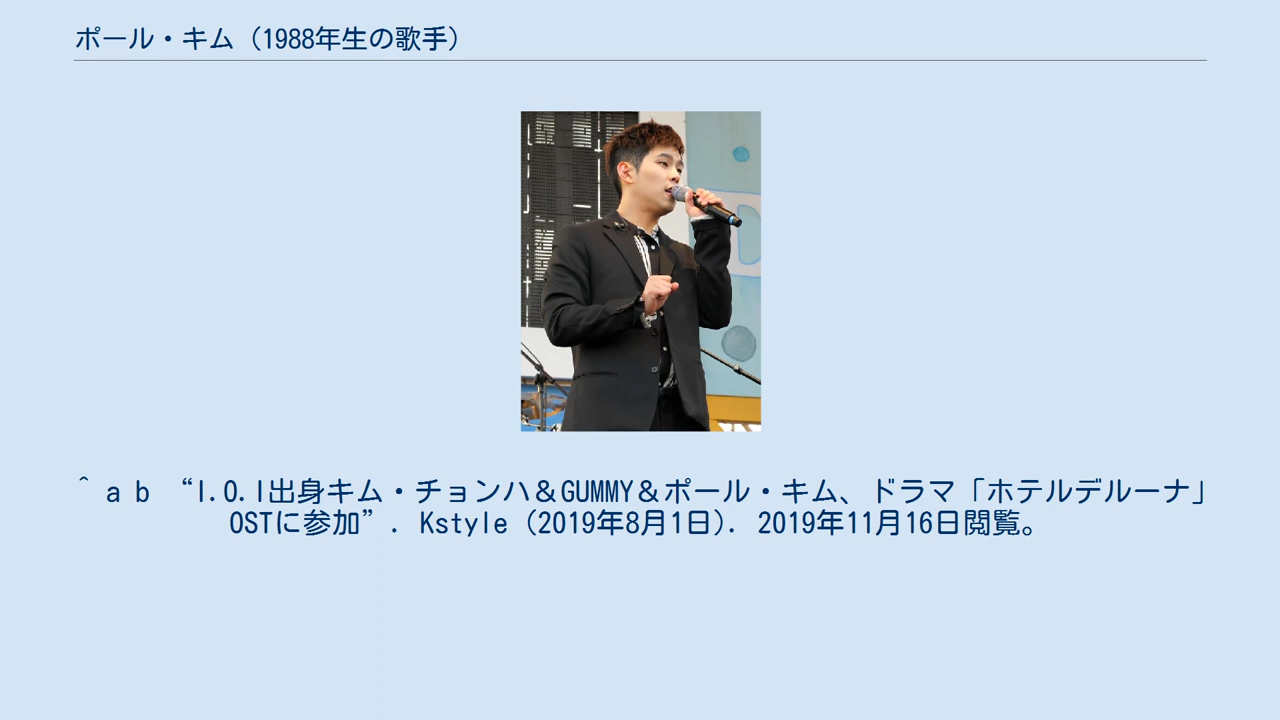 ポール・キム（1988年生の歌手）
^ a b “I.O.I出身キム・チョンハ＆GUMMY＆ポール・キム、ドラマ「ホテルデルーナ」
OSTに参加”. Kstyle (2019年8月1日). 2019年11月16日閲覧。